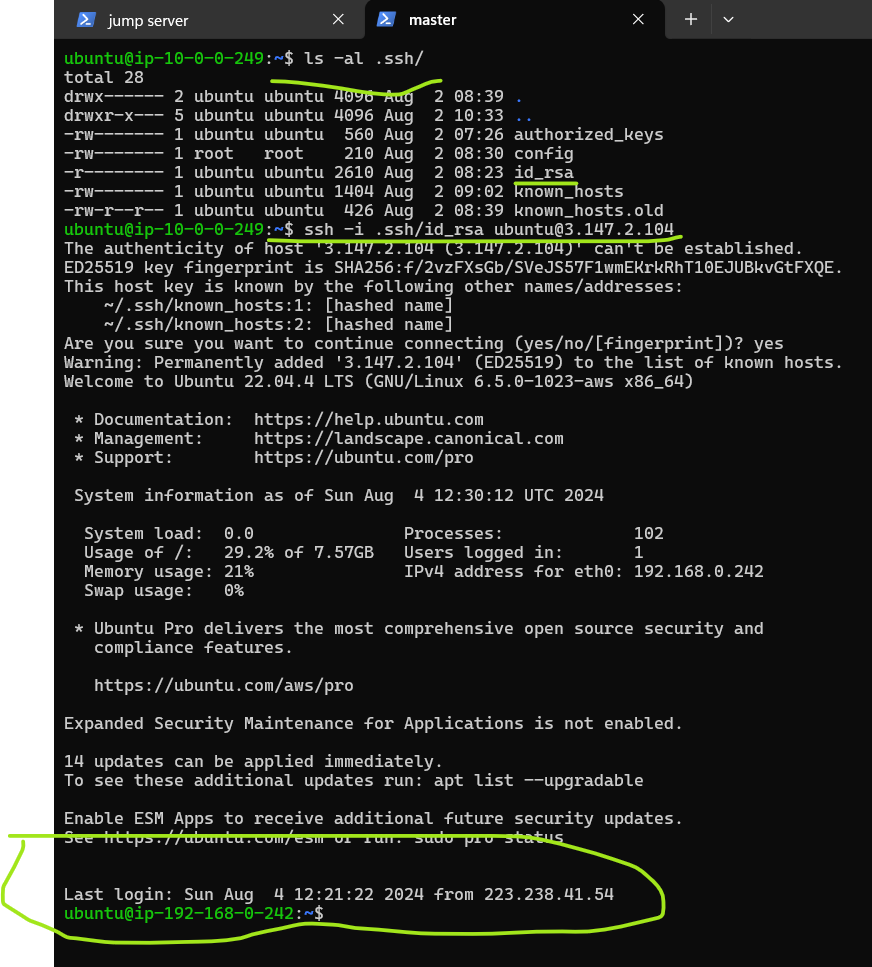 jump server
master
ubuntu@ip-10-0-0-249:~$ ls -al .ssh/
total 28
drwx------ 2 ubuntu ubuntu 4096 Aug  2 08:39 .
drwxr-x--- 5 ubuntu ubuntu 4096 Aug  2 10:33 ..
-rw------- 1 ubuntu ubuntu  560 Aug  2 07:26 authorized_keys
-rw------- 1 root   root    210 Aug  2 08:30 config
-r-------- 1 ubuntu ubuntu 2610 Aug  2 08:23 id_rsa
-rw------- 1 ubuntu ubuntu 1404 Aug  2 09:02 known_hosts
-rw-r--r-- 1 ubuntu ubuntu  426 Aug  2 08:39 known_hosts.old
ubuntu@ip-10-0-0-249:~$ ssh -i .ssh/id_rsa ubuntu@3.147.2.104
The authenticity of host '3.147.2.104 (3.147.2.104)' can't be established.
ED25519 key fingerprint is SHA256:f/2vzFXsGb/SVeJS57F1wmEKrkRhT10EJUBkvGtFXQE.
This host key is known by the following other names/addresses:
    ~/.ssh/known_hosts:1: [hashed name]
    ~/.ssh/known_hosts:2: [hashed name]
Are you sure you want to continue connecting (yes/no/[fingerprint])? yes
Warning: Permanently added '3.147.2.104' (ED25519) to the list of known hosts.
Welcome to Ubuntu 22.04.4 LTS (GNU/Linux 6.5.0-1023-aws x86_64)
 * Documentation:  https://help.ubuntu.com
 * Management:     https://landscape.canonical.com
 * Support:        https://ubuntu.com/pro
 System information as of Sun Aug  4 12:30:12 UTC 2024
  System load:  0.0               Processes:             102
  Usage of /:   29.2% of 7.57GB   Users logged in:       1
  Memory usage: 21%               IPv4 address for eth0: 192.168.0.242
  Swap usage:   0%
 * Ubuntu Pro delivers the most comprehensive open source security and
   compliance features.
   https://ubuntu.com/aws/pro
Expanded Security Maintenance for Applications is not enabled.
14 updates can be applied immediately.
To see these additional updates run: apt list --upgradable
Enable ESM Apps to receive additional future security updates.
See https://ubuntu.com/esm or run: sudo pro status
Last login: Sun Aug  4 12:21:22 2024 from 223.238.41.54
ubuntu@ip-192-168-0-242:~$